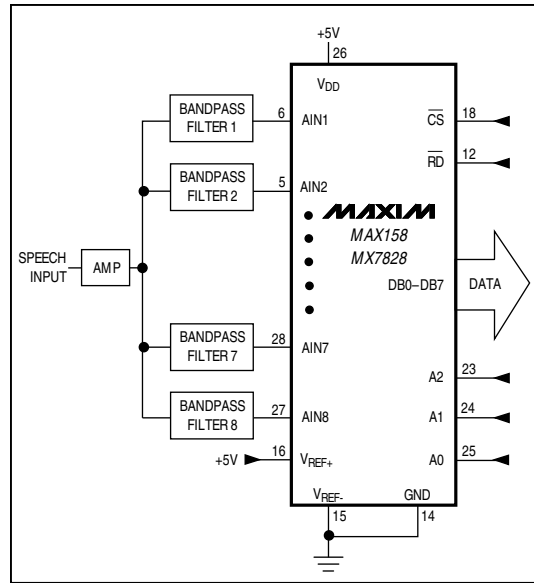 +5V
26
VDD
BANDPASS
FILTER 1
6
AIN1
CS
18
RD
12
BANDPASS
FILTER 2
5
AIN2
MAXIM
MAX158
MX7828
SPEECH
INPUT
AMP
DB0–DB7
DATA
BANDPASS
FILTER 7
28
AIN7
A2
23
BANDPASS
FILTER 8
27
AIN8
A1
24
+5V
16
VREF+
A0
25
VREF-
GND
15
14